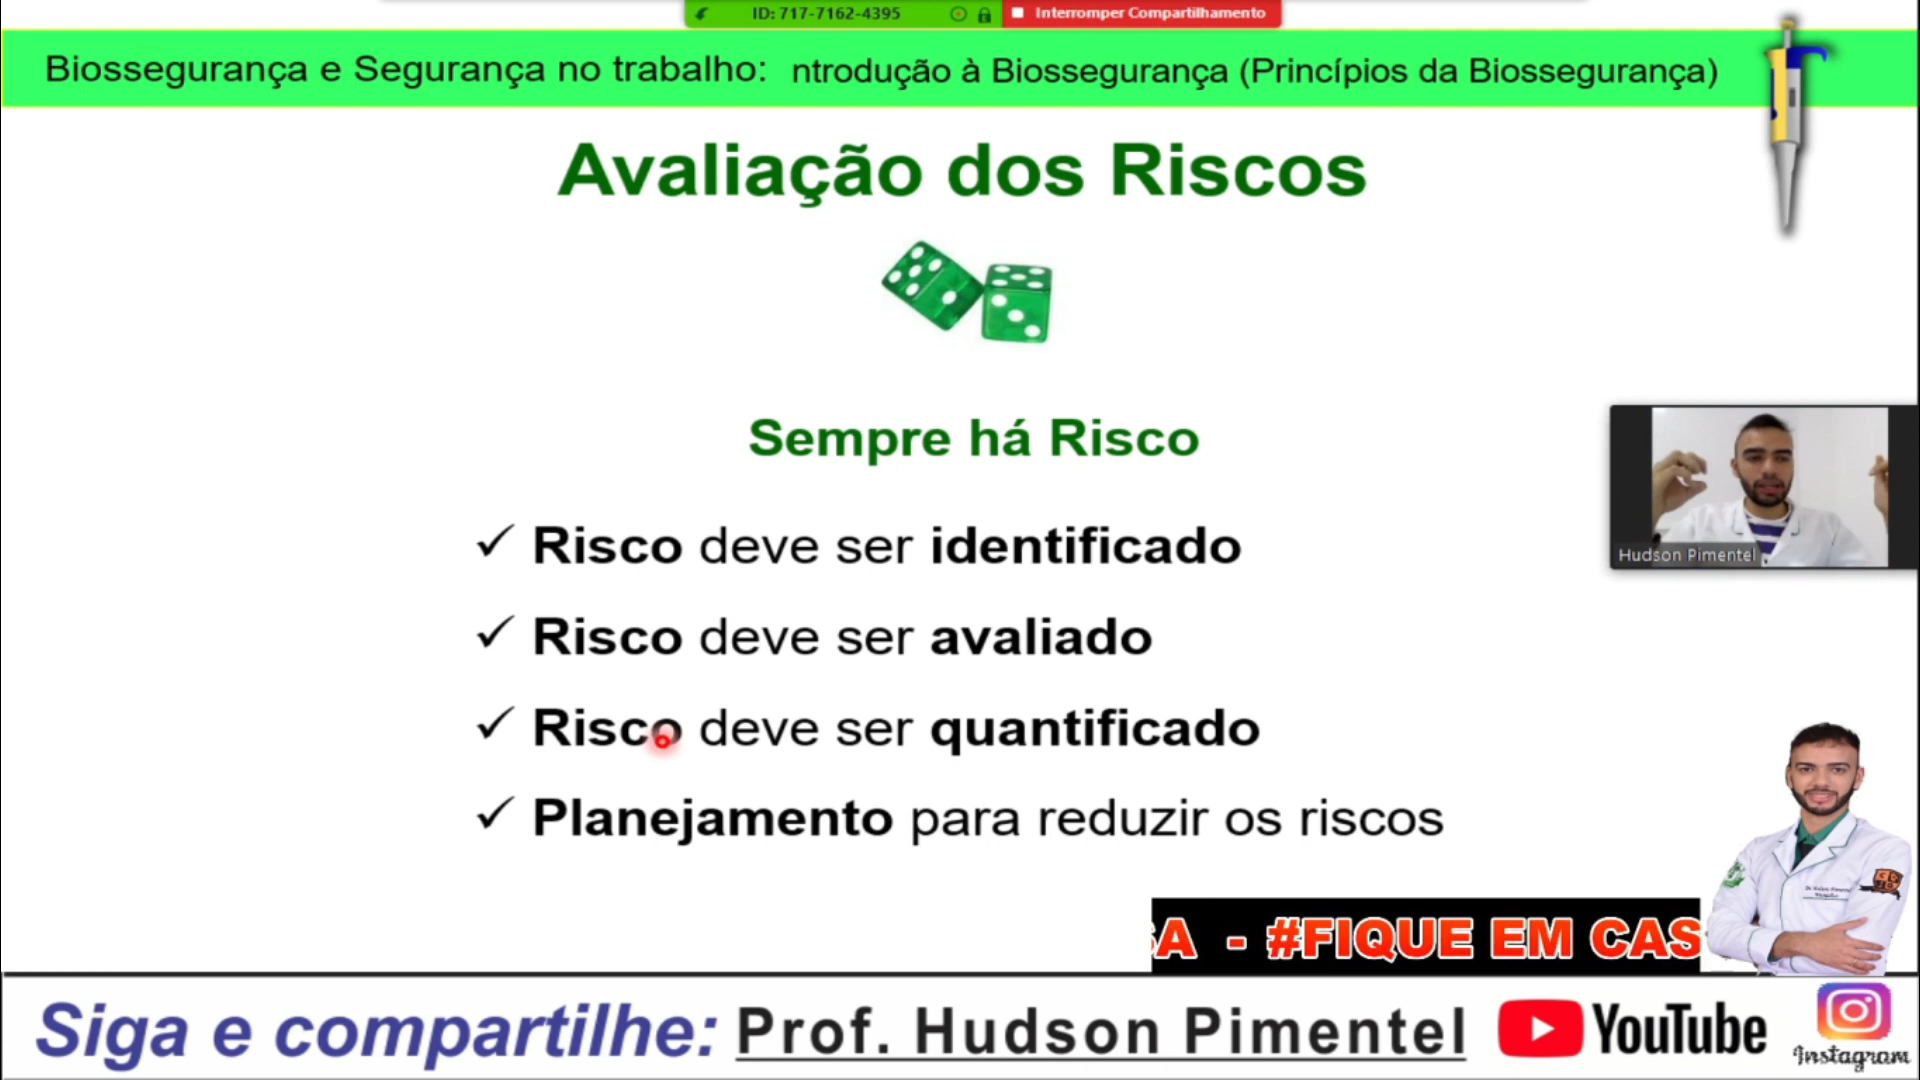 ID: 717-7162-4395
Interromper Compartilhamento
Biossegurança e Segurança no trabalho: ntrodução à Biossegurança (Princípios da Biossegurança)
Avaliação dos Riscos
Sempre há Risco
✓ Risco deve ser identificado
✓ Risco deve ser avaliado
✓ Risco deve ser quantificado
✓ Planejamento para reduzir os riscos
Hudson Pimentel
SA - #FIQUE EM CAS
Siga e compartilhe: Prof. Hudson Pimentel YouTube
Instagram